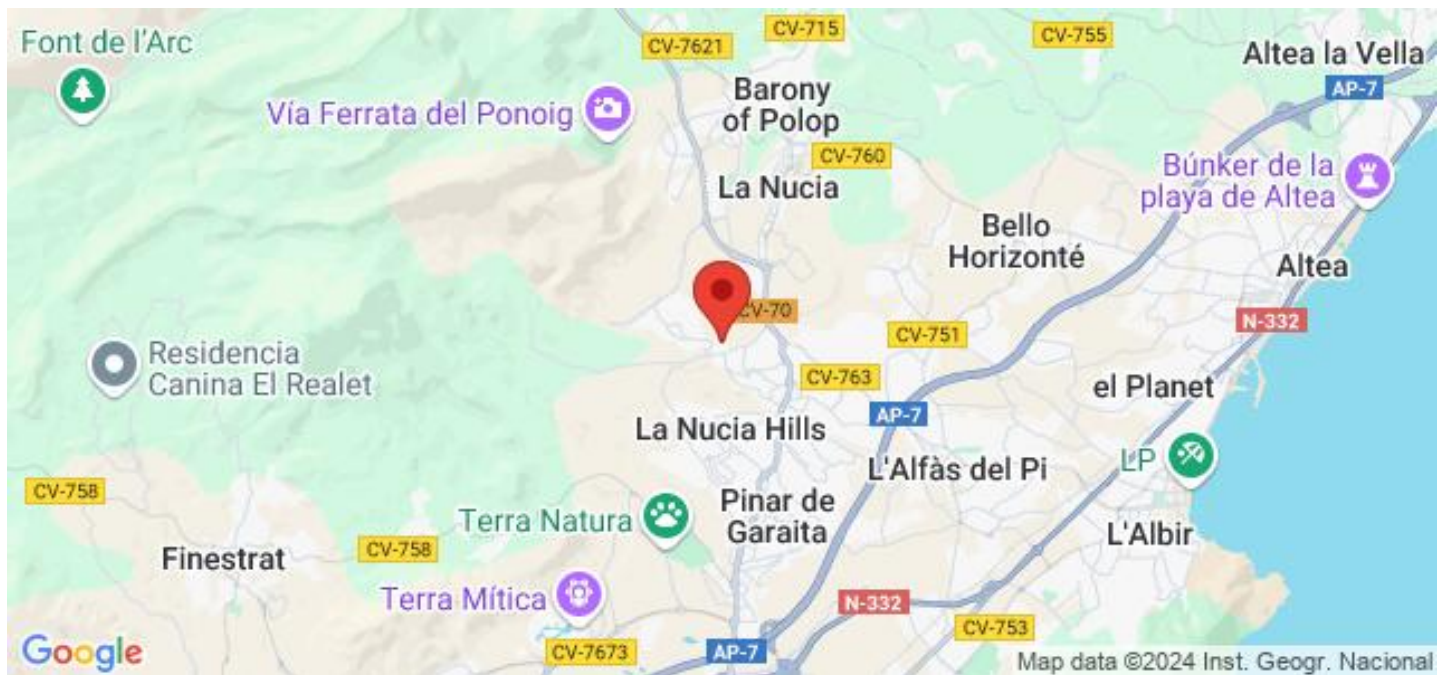 Font de l'Arc
CV-7621
CV-715
CV-755
Altea la Vella
AP-7
Vía Ferrata del Ponoig
Barony
of Polop
CV-760
La Nucia
Búnker de la
playa de Altea
Bello
Horizonté
Altea
CV-70
N-332
CV-751
Residencia
Canina El Realet
CV-763
el Planet
AP-7
La Nucia Hills
L'Alfàs del Pi
LP
CV-758
Pinar de
Garaita
Terra Natura
L'Albir
Finestrat
CV-758
Terra Mítica
N-332
CV-753
Google
CV-7673
AP-7
Map data ©2024 Inst. Geogr. Nacional